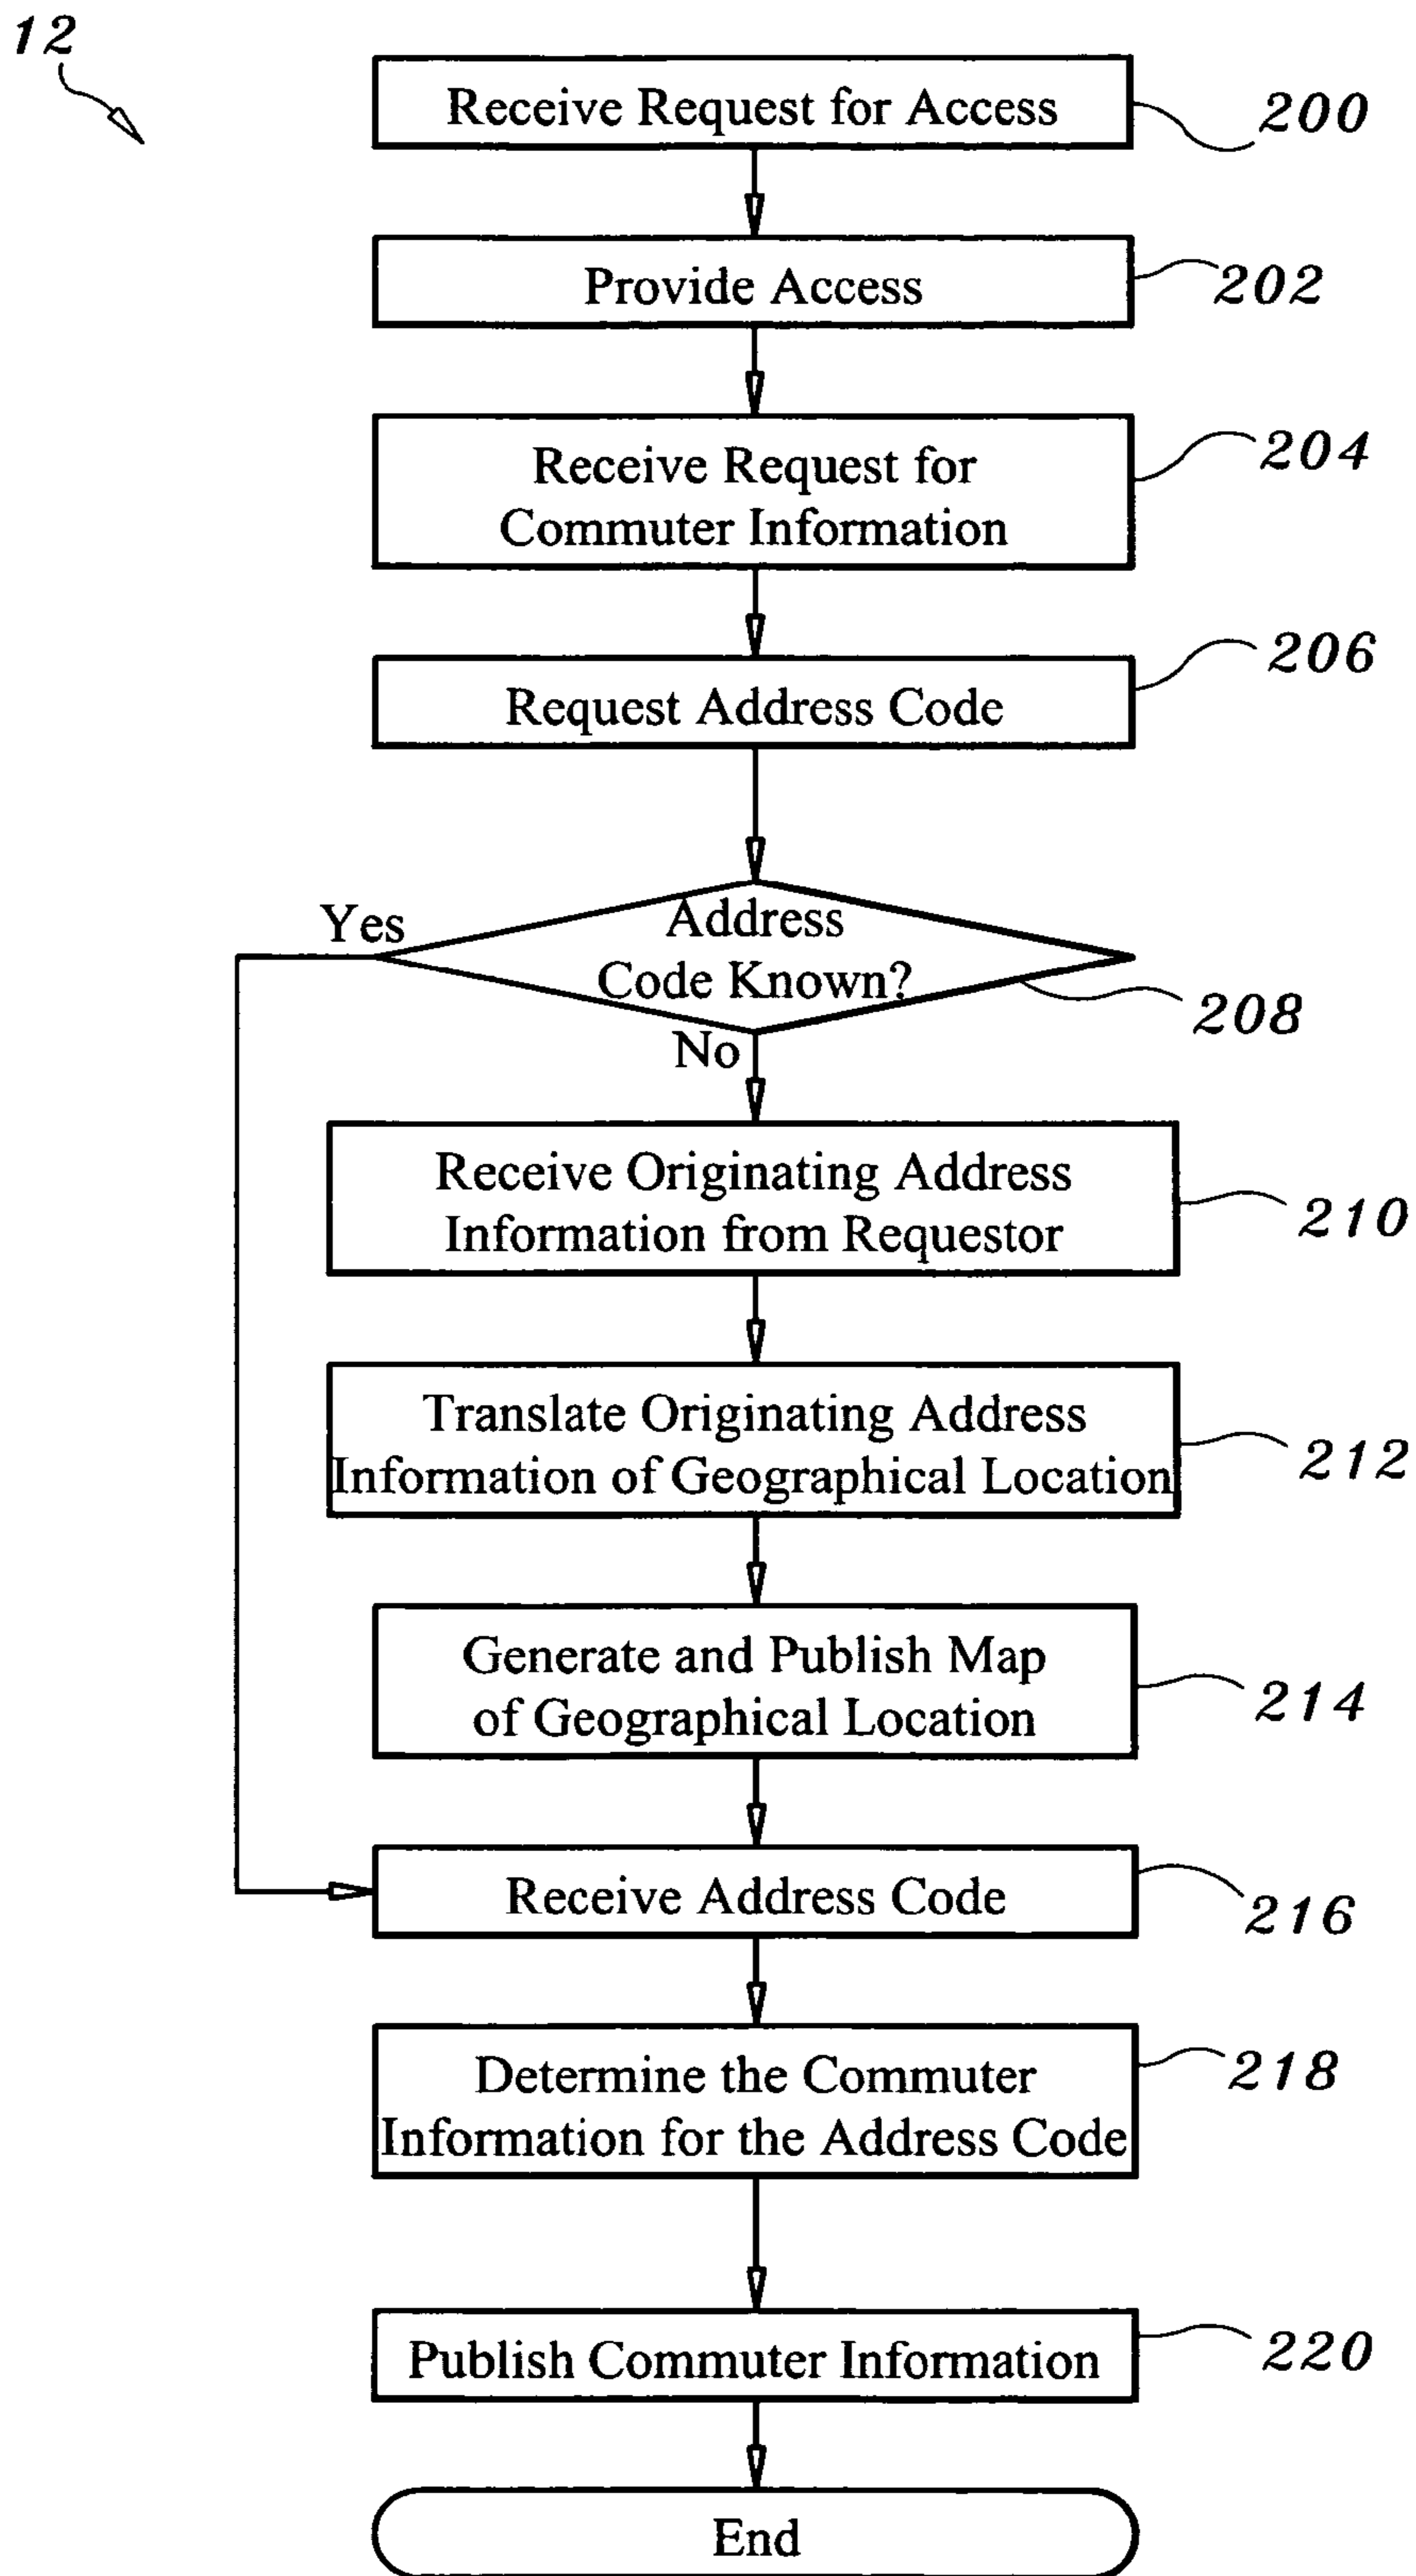 12
Receive Request for Access
200
Provide Access
202
Receive Request for
Commuter Information
204
Request Address Code
206
Yes
Address
Code Known?
208
No
Receive Originating Address
Information from Requestor
210
Translate Originating Address
Information of Geographical Location
212
Generate and Publish Map
of Geographical Location
214
Receive Address Code
216
Determine the Commuter
Information for the Address Code
218
Publish Commuter Information
220
End